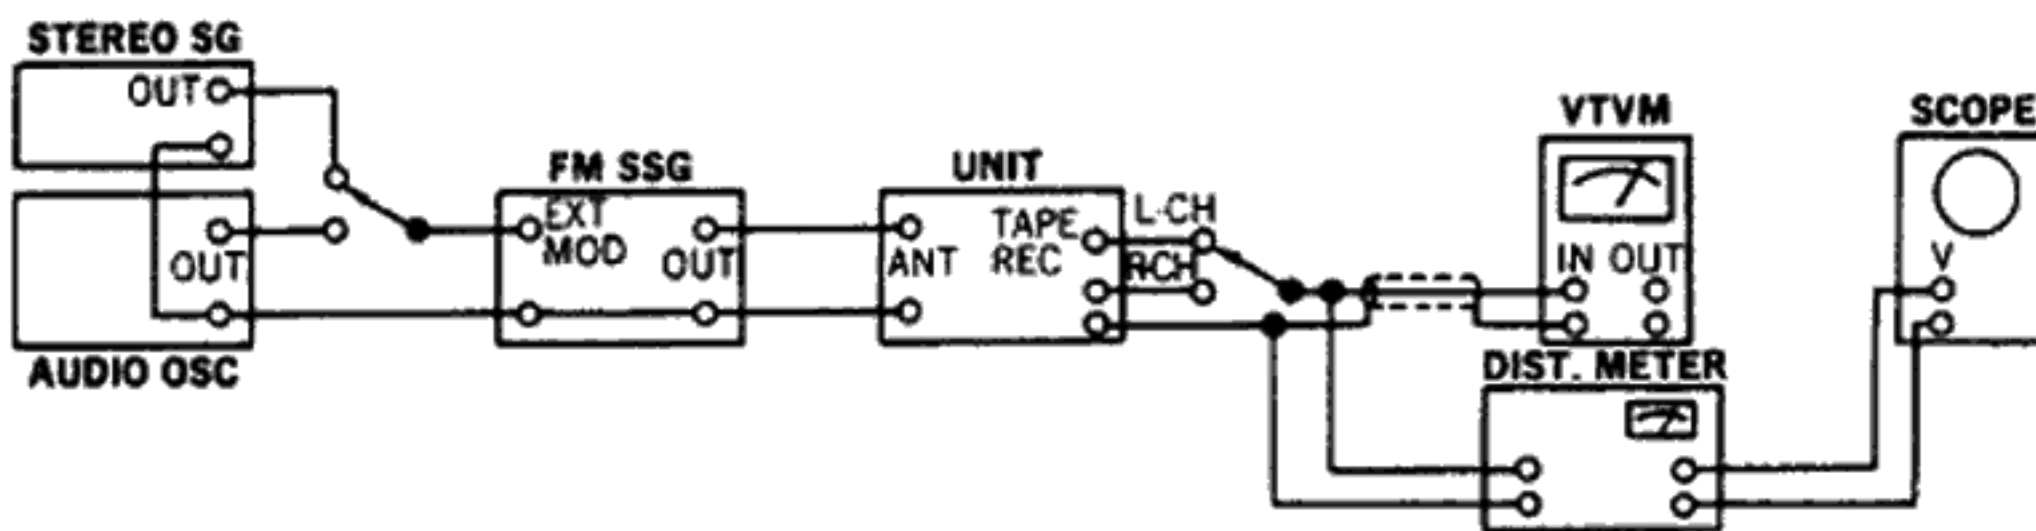 STEREO SG
OUT
OUT
AUDIO OSC
FM SSG
EXT
MOD
OUT
UNIT
ANT
TAPE
REC
L-CH
R-CH
VTVM
IN OUT
DIST. METER
SCOPE
V